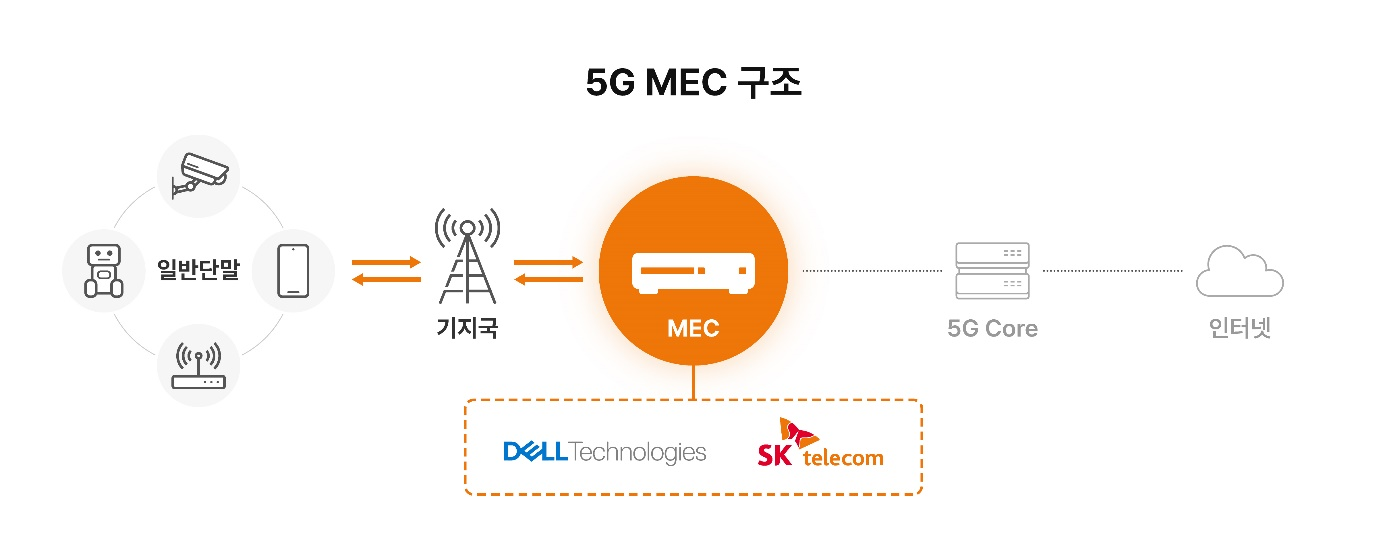 5G MEC 구조
일반단말
기지국
MEC
5G Core
인터넷
DELL Technologies
SK telecom